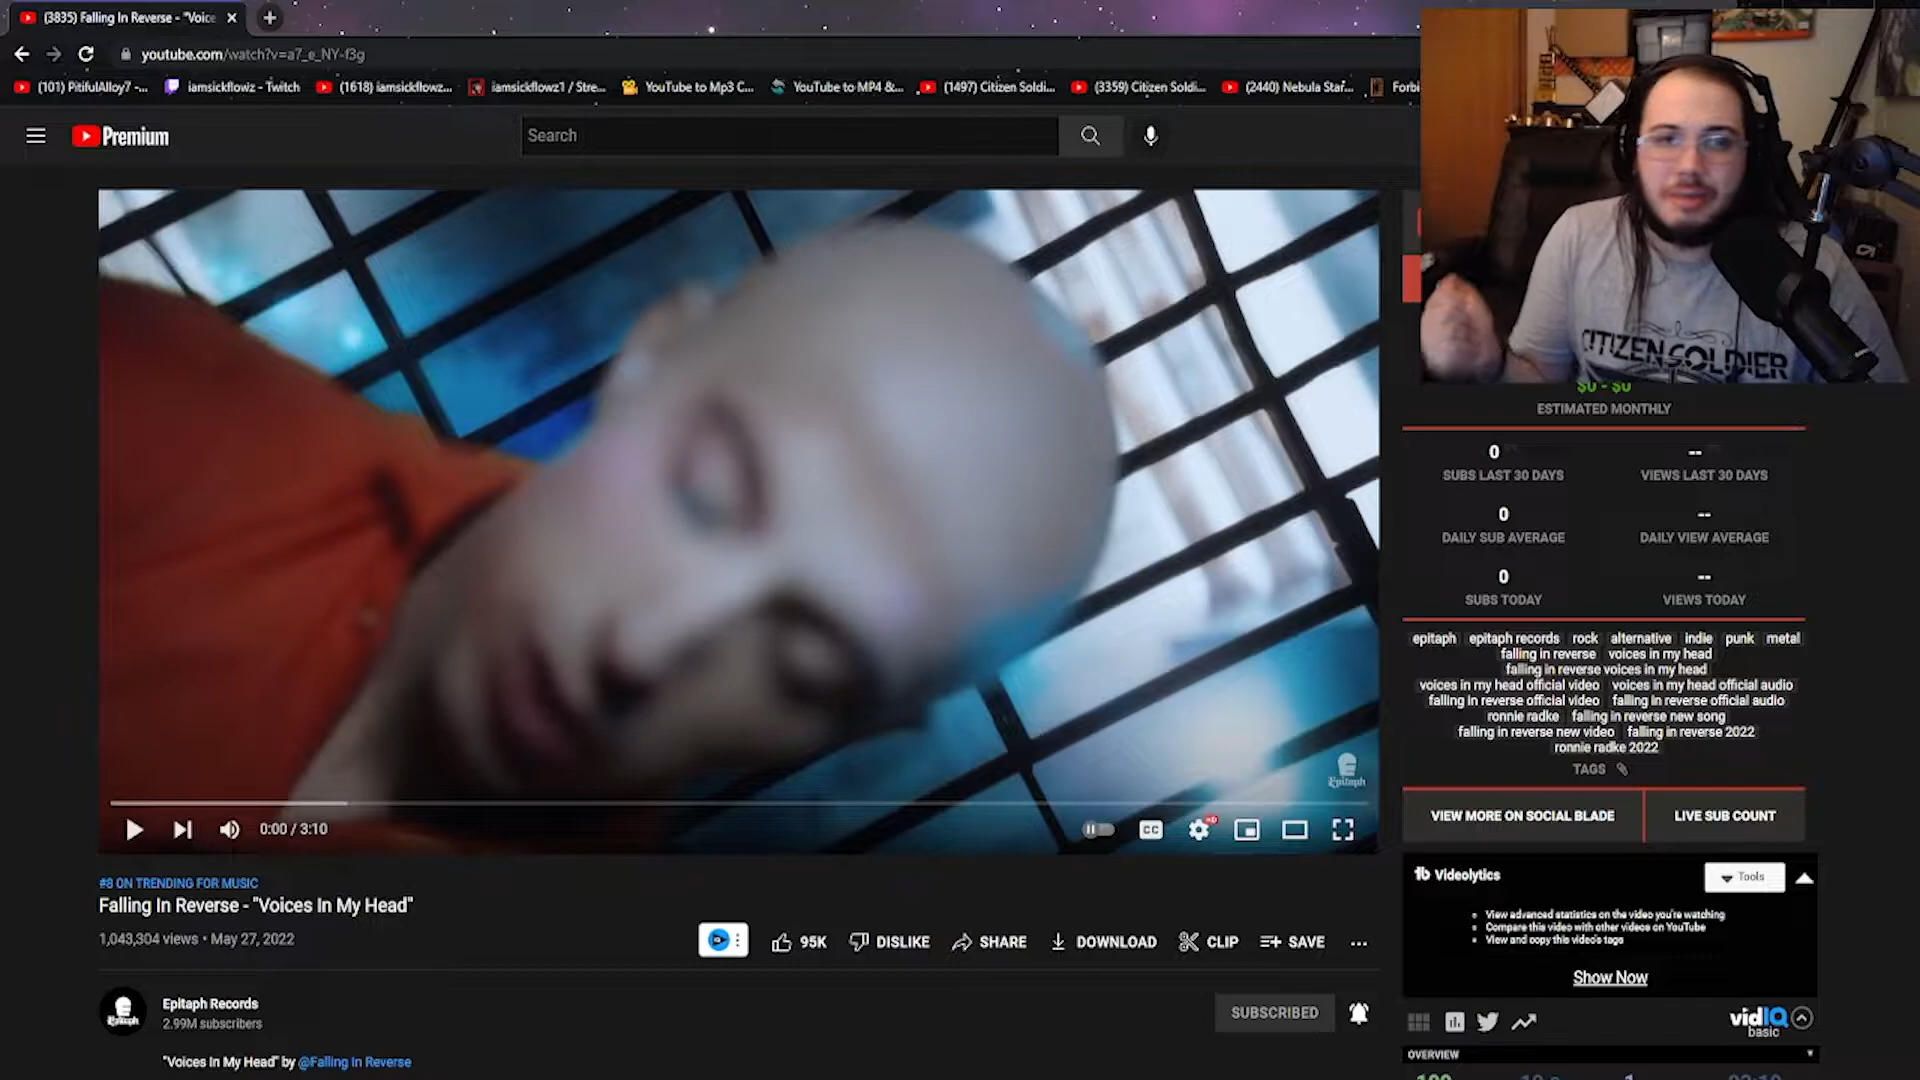 (3835) Falling In Reverse - "Voice
youtube.com/watch?v=a7_e_NY-f3g
(101) PitifulAlloy7 -...
iamsickflowz - Twitch
(1618) iamsickflowz...
iamsickflowz1 / Stre...
YouTube to Mp3 C...
YouTube to MP4 &...
(1497) Citizen Soldi...
(3359) Citizen Soldi...
(2440) Nebula Star...
Forbi
Premium
Search
CITIZEN SOLDIER
$0 - $0
ESTIMATED MONTHLY
0 --
SUBS LAST 30 DAYS VIEWS LAST 30 DAYS
0 --
DAILY SUB AVERAGE DAILY VIEW AVERAGE
0 --
SUBS TODAY VIEWS TODAY
epitaph epitaph records rock alternative indie punk metal
falling in reverse voices in my head
falling in reverse voices in my head
voices in my head official video voices in my head official audio
falling in reverse official video falling in reverse official audio
ronnie radke falling in reverse new song
falling in reverse new video falling in reverse 2022
ronnie radke 2022
TAGS
VIEW MORE ON SOCIAL BLADE LIVE SUB COUNT
Epitaph
0:00 / 3:10
CC
HD
#8 ON TRENDING FOR MUSIC
Falling In Reverse - "Voices In My Head"
1,043,304 views • May 27, 2022
95K DISLIKE SHARE DOWNLOAD CLIP SAVE ...
Epitaph
Epitaph Records
2.99M subscribers
SUBSCRIBED
"Voices In My Head" by @Falling In Reverse
tb Videolytics
Tools
View advanced statistics on the video you're watching
Compare this video with other videos on YouTube
View and copy this video's tags
Show Now
vidIQ
basic
OVERVIEW